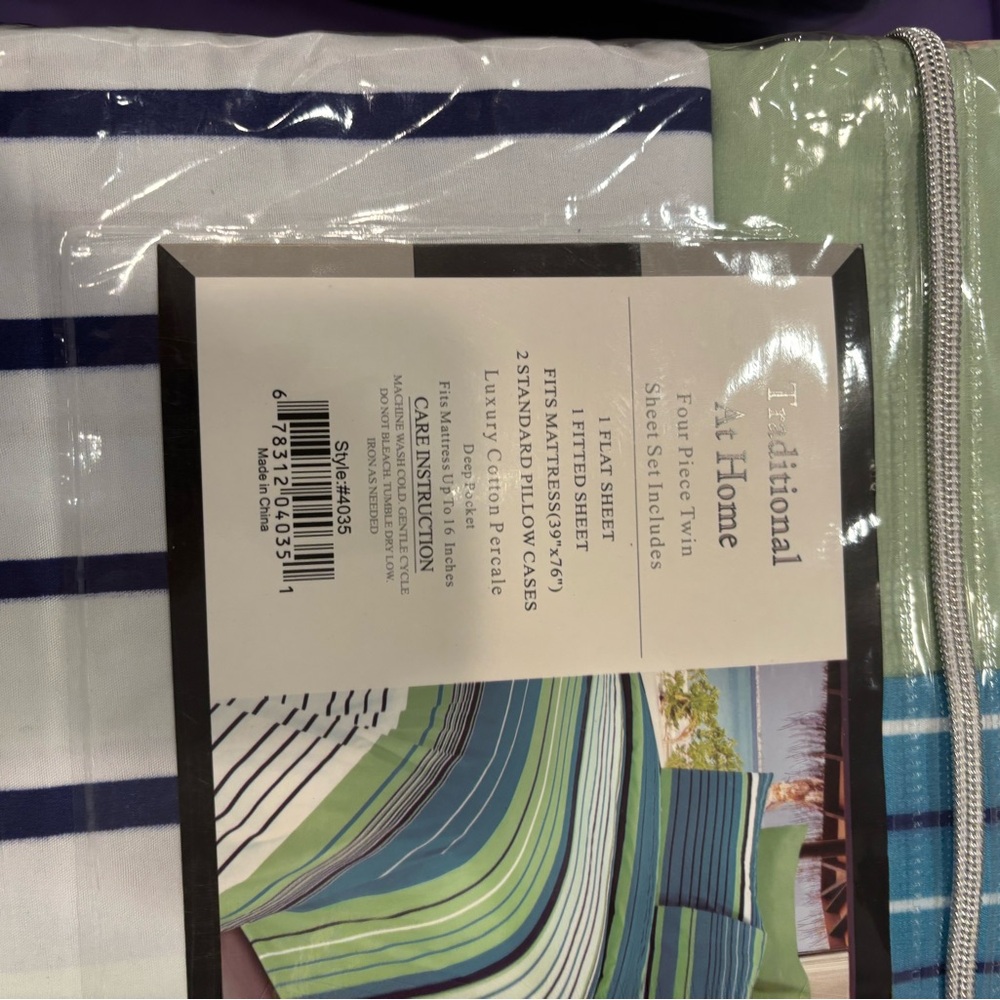 Traditional
At Home
Four Piece Twin
Sheet Set Includes
1 FLAT SHEET
1 FITTED SHEET
FITS MATTRESS(39"x76")
2 STANDARD PILLOW CASES
Luxury Cotton Percale
Deep Pocket
Fits Mattress Up To 16 Inches
CARE INSTRUCTION
MACHINE WASH COLD. GENTLE CYCLE
DO NOT BLEACH. TUMBLE DRY LOW.
IRON AS NEEDED
Style:#4035
6 78312 04035 1
Made in China